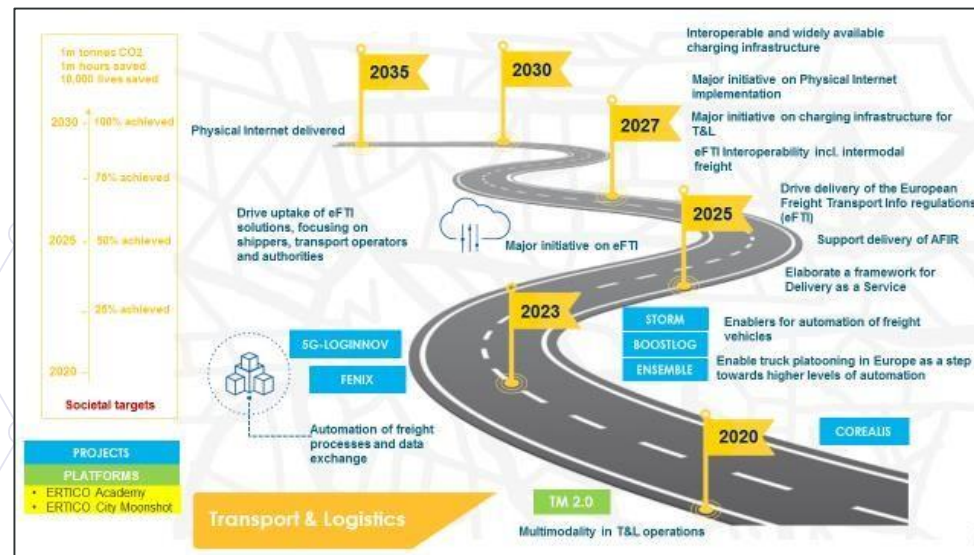 1m tonnes CO2
1m hours saved
10,000 lives saved
2030
100% achieved
75% achieved
2025
50% achieved
25% achieved
2020
Societal targets
PROJECTS
PLATFORMS
• ERTICO Academy
• ERTICO City Moonshot
2035
2030
Physical Internet delivered
Interoperable and widely available
charging infrastructure
Major initiative on Physical Internet
implementation
2027
Major initiative on charging infrastructure for
T&L
eFTI Interoperability incl. intermodal
freight
Drive uptake of eFTI
solutions, focusing on
shippers, transport operators
and authorities
Major initiative on eFTI
2025
Drive delivery of the European
Freight Transport Info regulations
(eFTI)
Support delivery of AFIR
Elaborate a framework for
Delivery as a Service
2023
5G-LOGINNOV
FENIX
Automation of freight
processes and data
exchange
STORM
BOOSTLOG
ENSEMBLE
Enablers for automation of freight
vehicles
Enable truck platooning in Europe as a step
towards higher levels of automation
2020
COREALIS
TM 2.0
Multimodality in T&L operations
Transport & Logistics